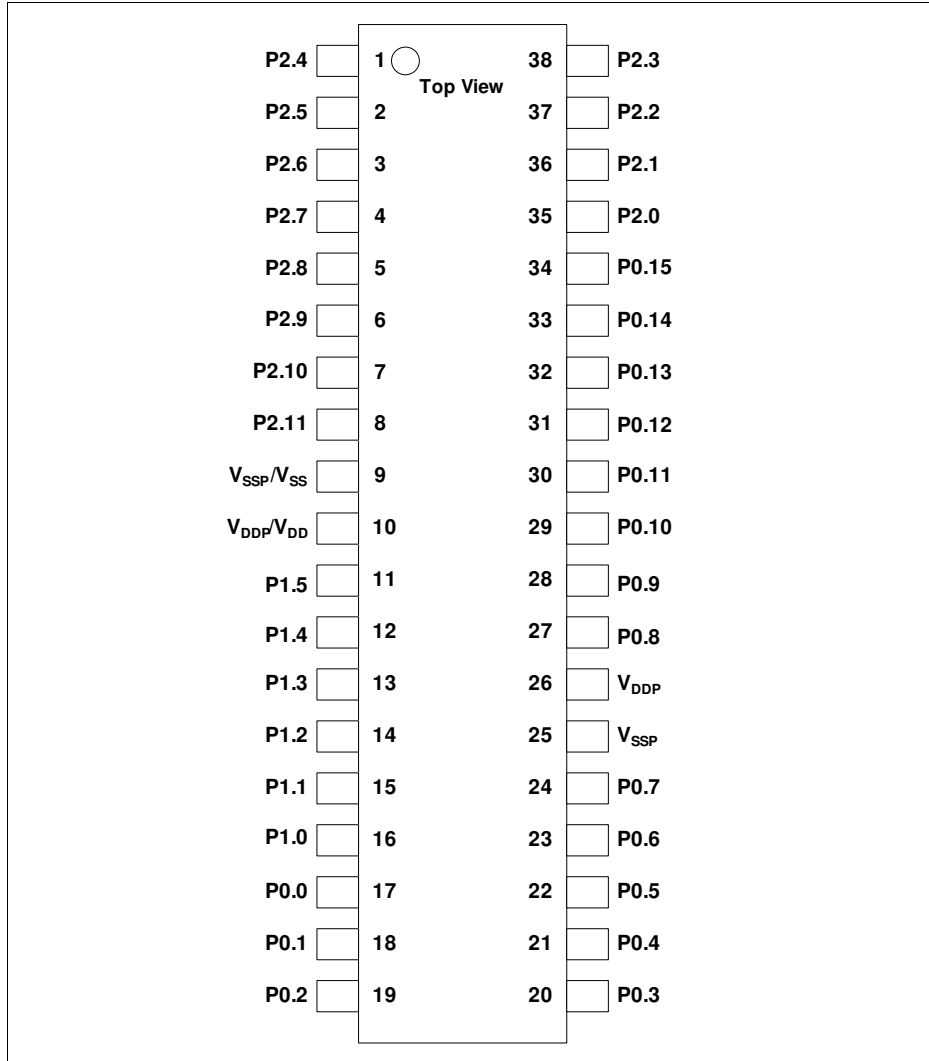 P2.4 1 38 P2.3
Top View
P2.5 2 37 P2.2
P2.6 3 36 P2.1
P2.7 4 35 P2.0
P2.8 5 34 P0.15
P2.9 6 33 P0.14
P2.10 7 32 P0.13
P2.11 8 31 P0.12
VSSP/VSS 9 30 P0.11
VDDP/VDD 10 29 P0.10
P1.5 11 28 P0.9
P1.4 12 27 P0.8
P1.3 13 26 VDDP
P1.2 14 25 VSSP
P1.1 15 24 P0.7
P1.0 16 23 P0.6
P0.0 17 22 P0.5
P0.1 18 21 P0.4
P0.2 19 20 P0.3